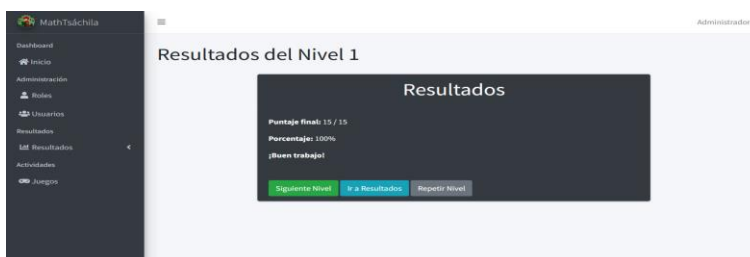 MathTsáchila
Administrador
Dashboard
Inicio
Administración
Roles
Usuarios
Resultados
Resultados
Actividades
Juegos
Resultados del Nivel 1
Resultados
Puntaje final: 15 / 15
Porcentaje: 100%
¡Buen trabajo!
Siguiente Nivel
Ir a Resultados
Repetir Nivel